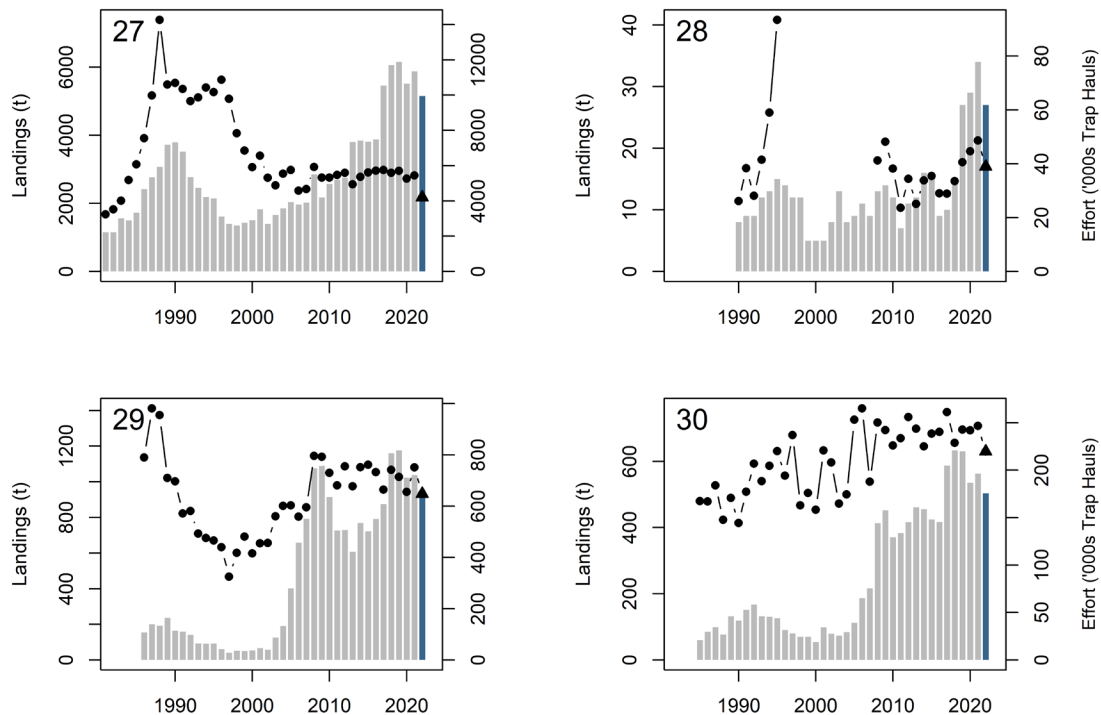 27
Landings (t)
0 2000 4000 6000
0 4000 8000 12000
1990 2000 2010 2020
28
Landings (t)
0 10 20 30 40
0 20 40 60 80
Effort ('000s Trap Hauls)
1990 2000 2010 2020
29
Landings (t)
0 400 800 1200
0 200 400 600 800
1990 2000 2010 2020
30
Landings (t)
0 200 400 600
0 50 100 200
Effort ('000s Trap Hauls)
1990 2000 2010 2020